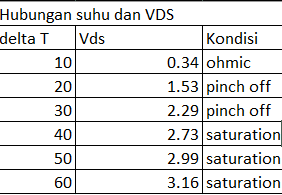 Hubungan suhu dan VDS
delta T Vds Kondisi
10 0.34 ohmic
20 1.53 pinch off
30 2.29 pinch off
40 2.73 saturation
50 2.99 saturation
60 3.16 saturation